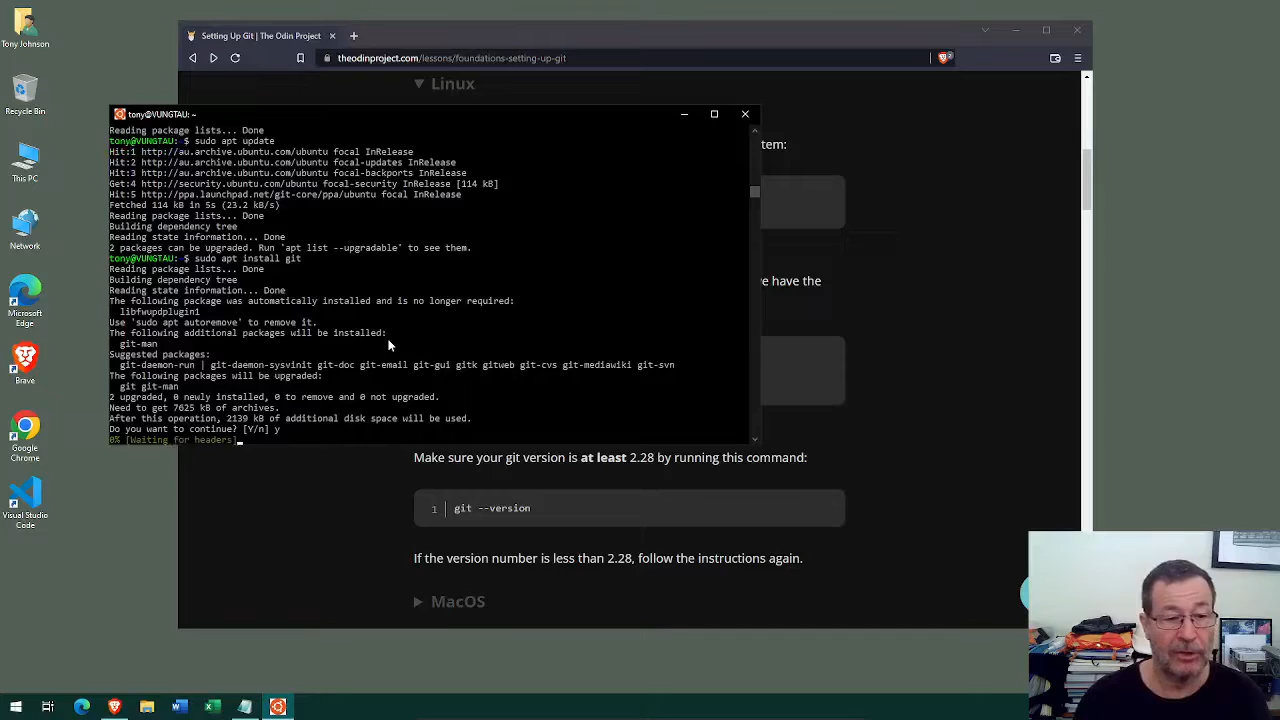 Tony Johnson
Recycle Bin
This PC
Network
Microsoft
Edge
Brave
Google
Chrome
Visual Studio
Code
Setting Up Git | The Odin Project
theodinproject.com/lessons/foundations-setting-up-git
2
Linux
tem:
ve have the
tony@VUNGTAU: ~
Reading package lists... Done
tony@VUNGTAU: $ sudo apt update
Hit:1 http://au.archive.ubuntu.com/ubuntu focal InRelease
Hit:2 http://au.archive.ubuntu.com/ubuntu focal-updates InRelease
Hit:3 http://au.archive.ubuntu.com/ubuntu focal-backports InRelease
Get:4 http://security.ubuntu.com/ubuntu focal-security InRelease [114 kB]
Hit:5 http://ppa.launchpad.net/git-core/ppa/ubuntu focal InRelease
Fetched 114 kB in 5s (23.2 kB/s)
Reading package lists... Done
Building dependency tree
Reading state information... Done
2 packages can be upgraded. Run 'apt list --upgradable' to see them.
tony@VUNGTAU: $ sudo apt install git
Reading package lists... Done
Building dependency tree
Reading state information... Done
The following package was automatically installed and is no longer required:
libfwupdplugin1
Use 'sudo apt autoremove' to remove it.
The following additional packages will be installed:
git-man
Suggested packages:
git-daemon-run | git-daemon-sysvinit git-doc git-email git-gui gitk gitweb git-cvs git-mediawiki git-svn
The following packages will be upgraded:
git git-man
2 upgraded, 0 newly installed, 0 to remove and 0 not upgraded.
Need to get 7625 kB of archives.
After this operation, 2139 kB of additional disk space will be used.
Do you want to continue? [Y/n] y
0% [Waiting for headers]
Make sure your git version is at least 2.28 by running this command:
1 git --version
If the version number is less than 2.28, follow the instructions again.
MacOS